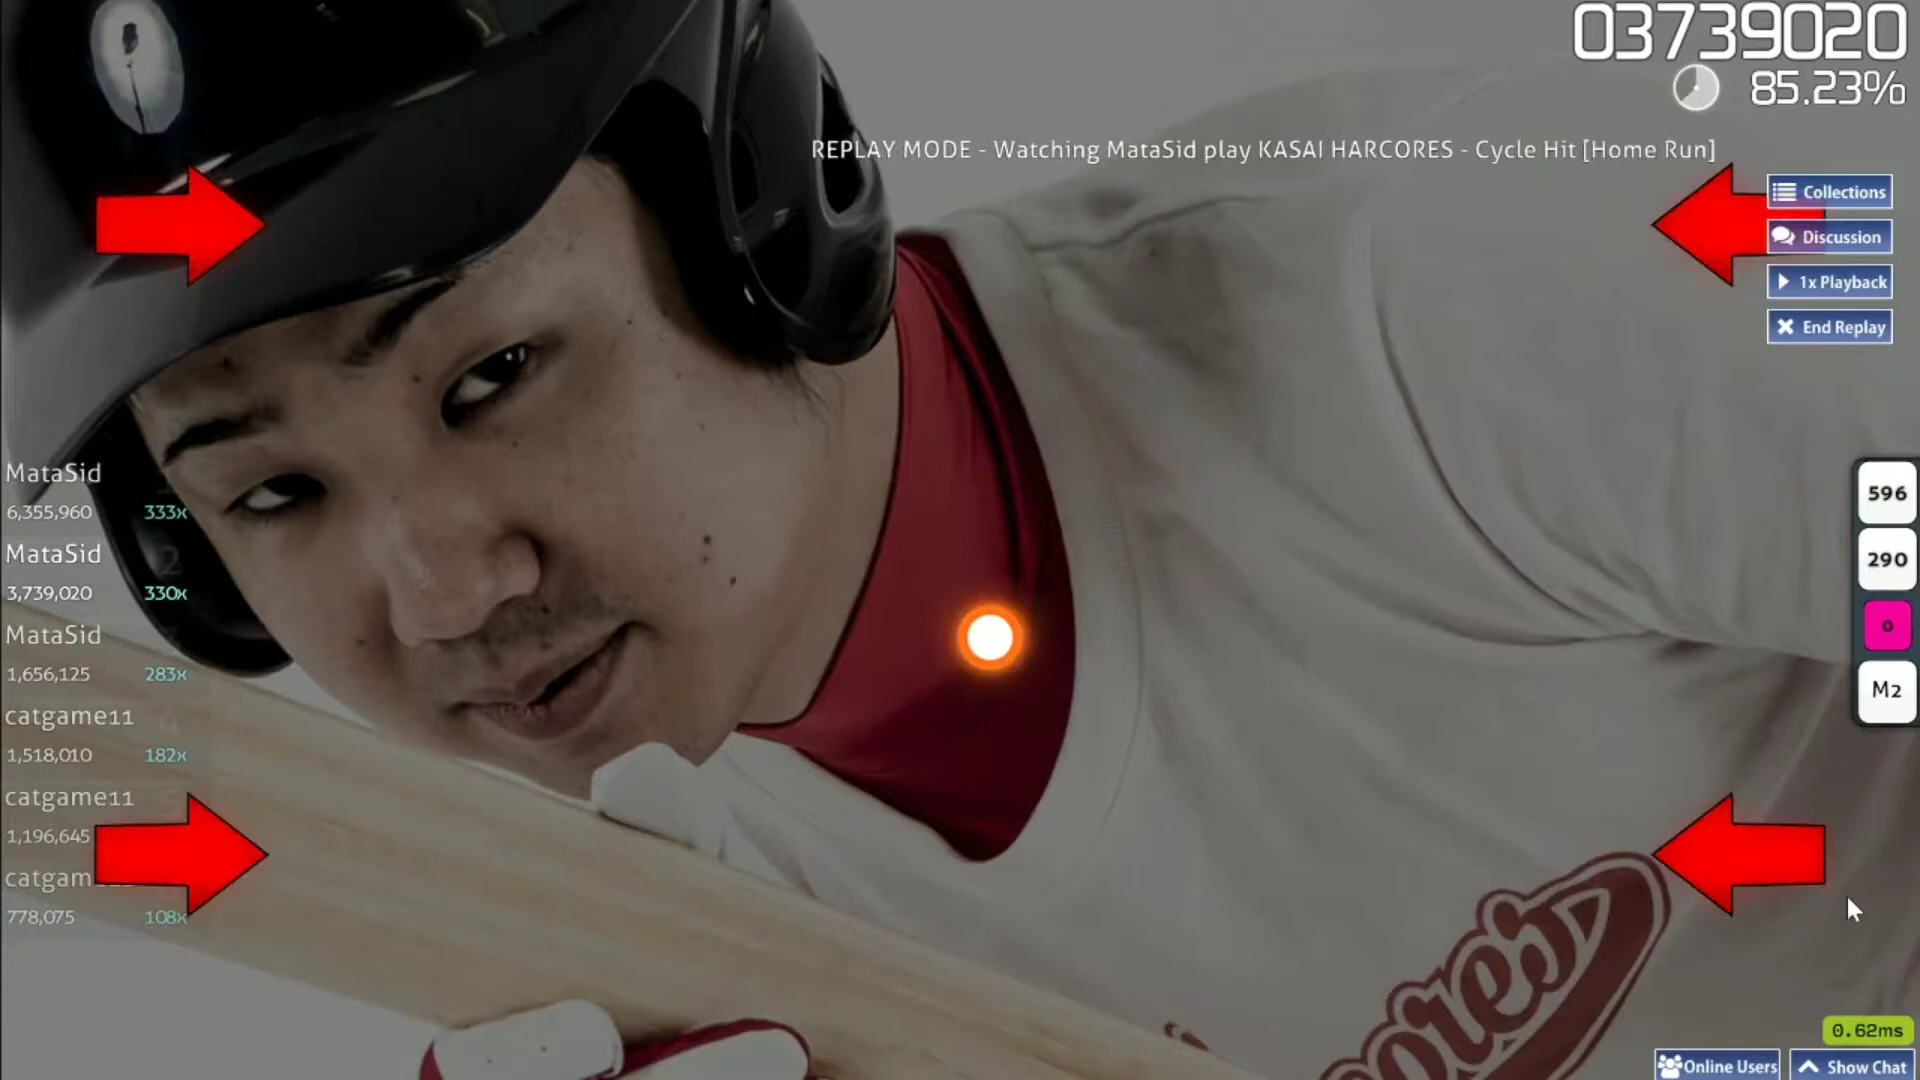 03739020
85.23%
REPLAY MODE - Watching MataSid play KASAI HARCORES - Cycle Hit [Home Run]
Collections
Discussion
1x Playback
End Replay
MataSid
6,355,960 333x
MataSid
2
3,739,020 330x
MataSid
1,656,125 283x
catgame11
4
1,518,010 182x
catgame11
1,196,645
catgam
778,075 108x
596
290
0
M2
ores
0.62ms
Online Users
Show Chat